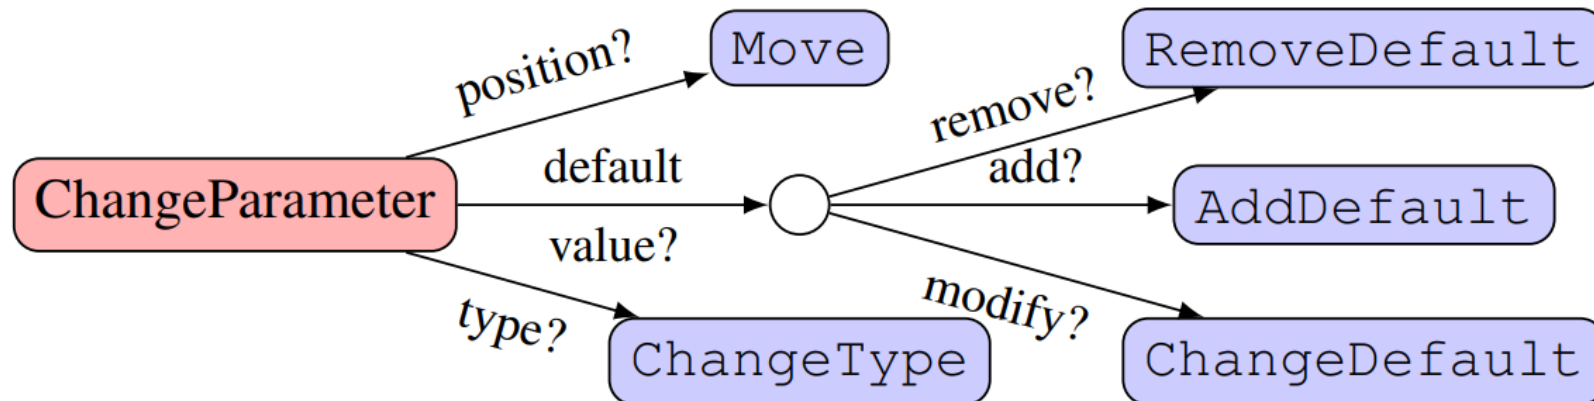 ChangeParameter
position?
Move
default
value?
type?
ChangeType
remove?
RemoveDefault
add?
AddDefault
modify?
ChangeDefault